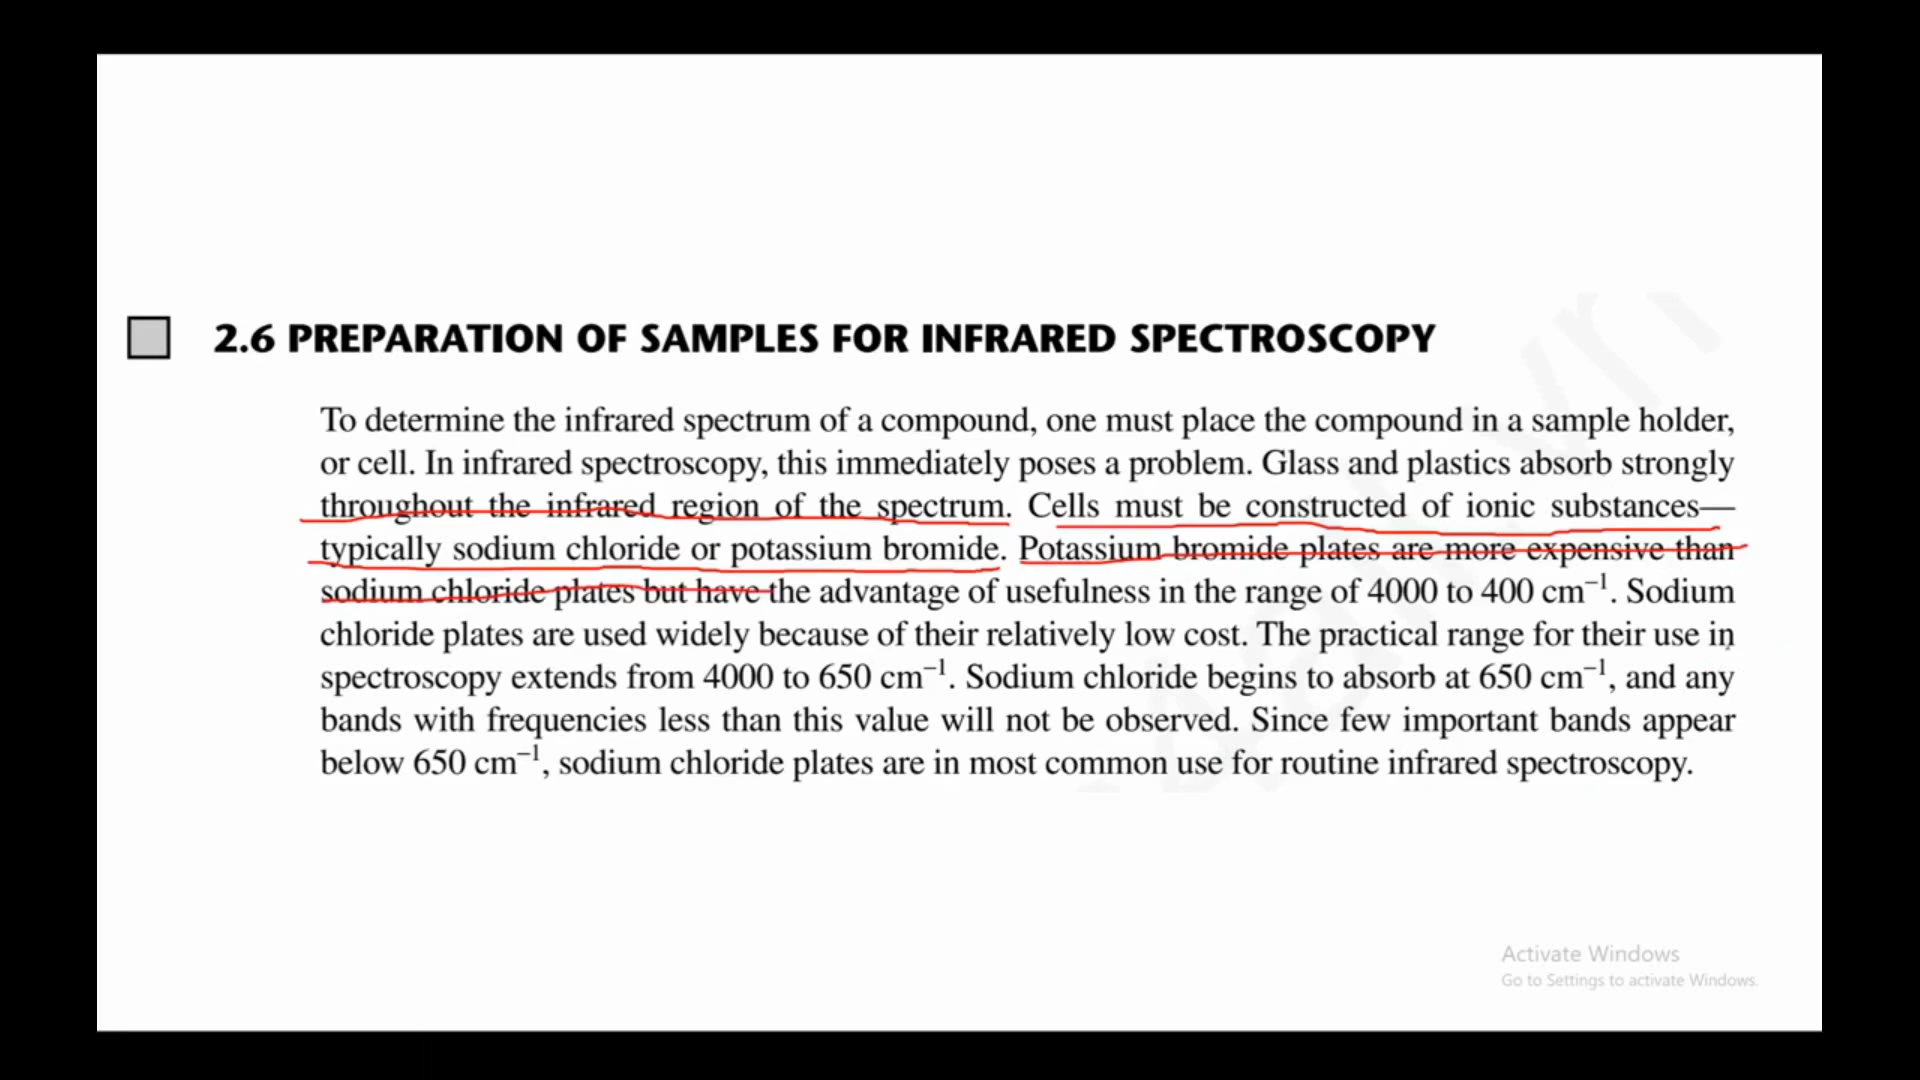 2.6 PREPARATION OF SAMPLES FOR INFRARED SPECTROSCOPY
To determine the infrared spectrum of a compound, one must place the compound in a sample holder,
or cell. In infrared spectroscopy, this immediately poses a problem. Glass and plastics absorb strongly
throughout the infrared region of the spectrum. Cells must be constructed of ionic substances—
typically sodium chloride or potassium bromide. Potassium bromide plates are more expensive than
sodium chloride plates but have the advantage of usefulness in the range of 4000 to 400 cm⁻¹. Sodium
chloride plates are used widely because of their relatively low cost. The practical range for their use in
spectroscopy extends from 4000 to 650 cm⁻¹. Sodium chloride begins to absorb at 650 cm⁻¹, and any
bands with frequencies less than this value will not be observed. Since few important bands appear
below 650 cm⁻¹, sodium chloride plates are in most common use for routine infrared spectroscopy.
Activate Windows
Go to Settings to activate Windows.